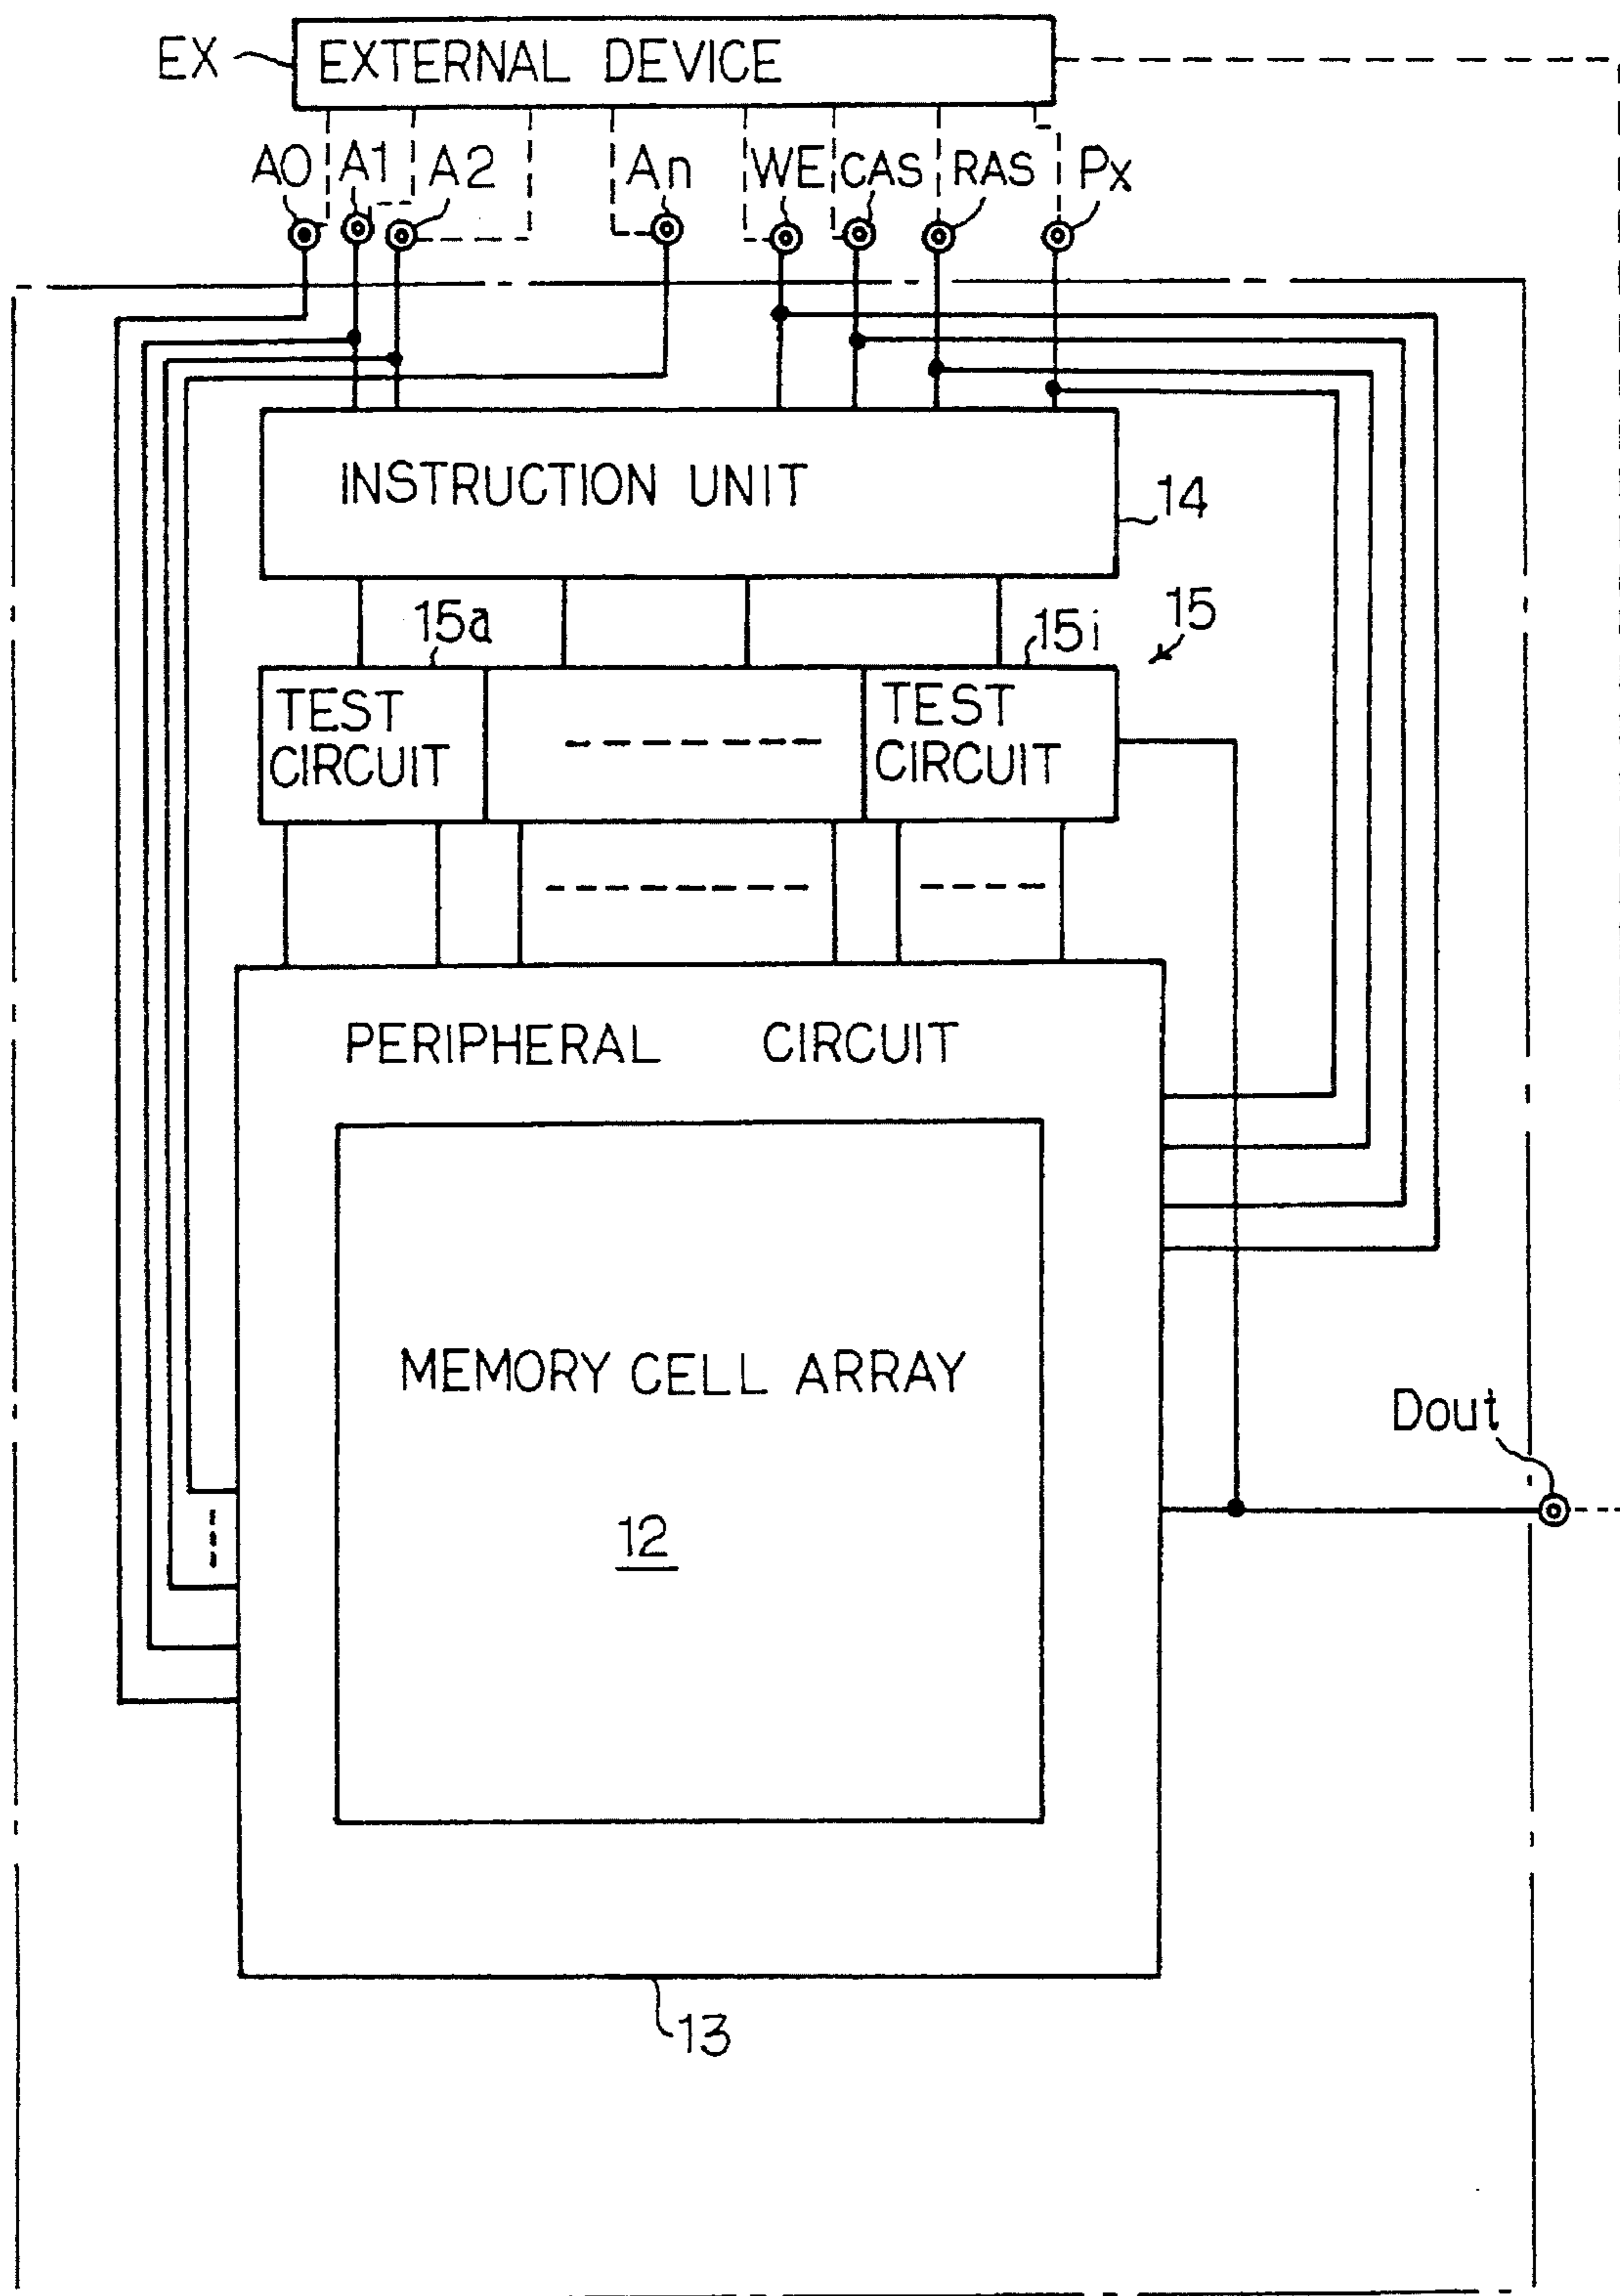 EX EXTERNAL DEVICE
A0 A1 A2 An WE CAS RAS Px
INSTRUCTION UNIT
14
15a 15i 15
TEST CIRCUIT
TEST CIRCUIT
PERIPHERAL CIRCUIT
MEMORY CELL ARRAY
12
Dout
13